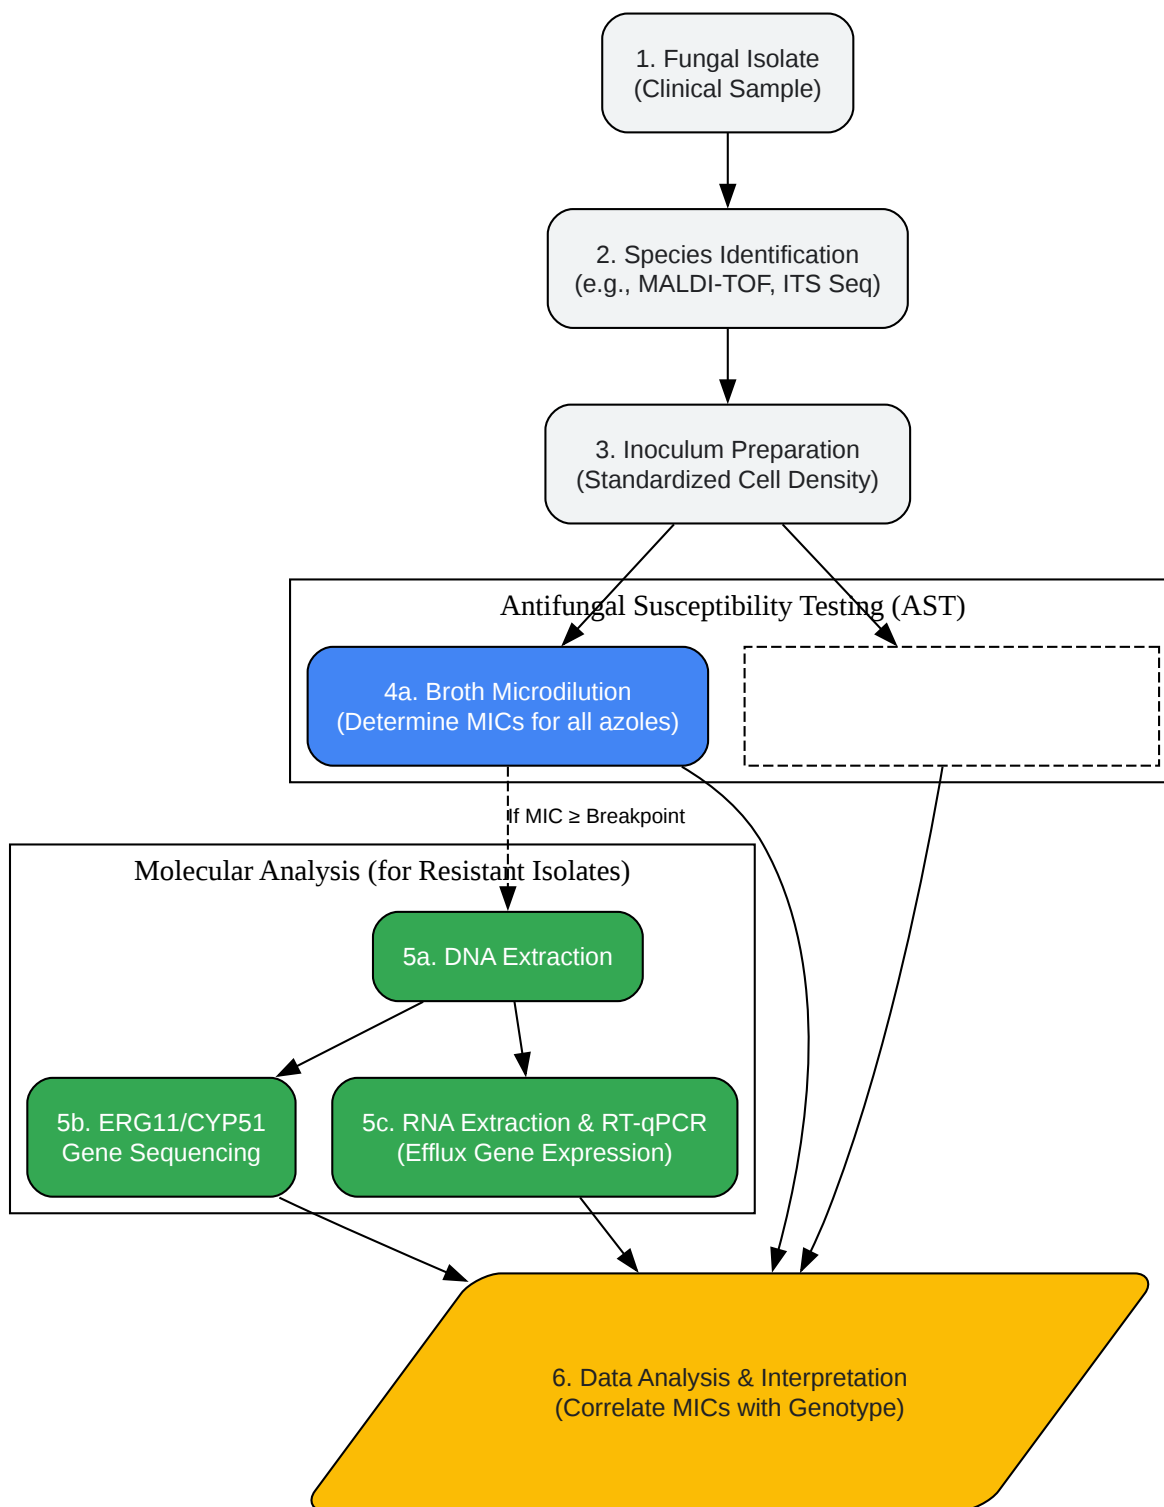 1. Fungal Isolate
(Clinical Sample)
2. Species Identification
(e.g., MALDI-TOF, ITS Seq)
3. Inoculum Preparation
(Standardized Cell Density)
Antifungal Susceptibility Testing (AST)
4a. Broth Microdilution
(Determine MICs for all azoles)
If MIC ≥ Breakpoint
Molecular Analysis (for Resistant Isolates)
5a. DNA Extraction
5b. ERG11/CYP51
Gene Sequencing
5c. RNA Extraction & RT-qPCR
(Efflux Gene Expression)
6. Data Analysis & Interpretation
(Correlate MICs with Genotype)